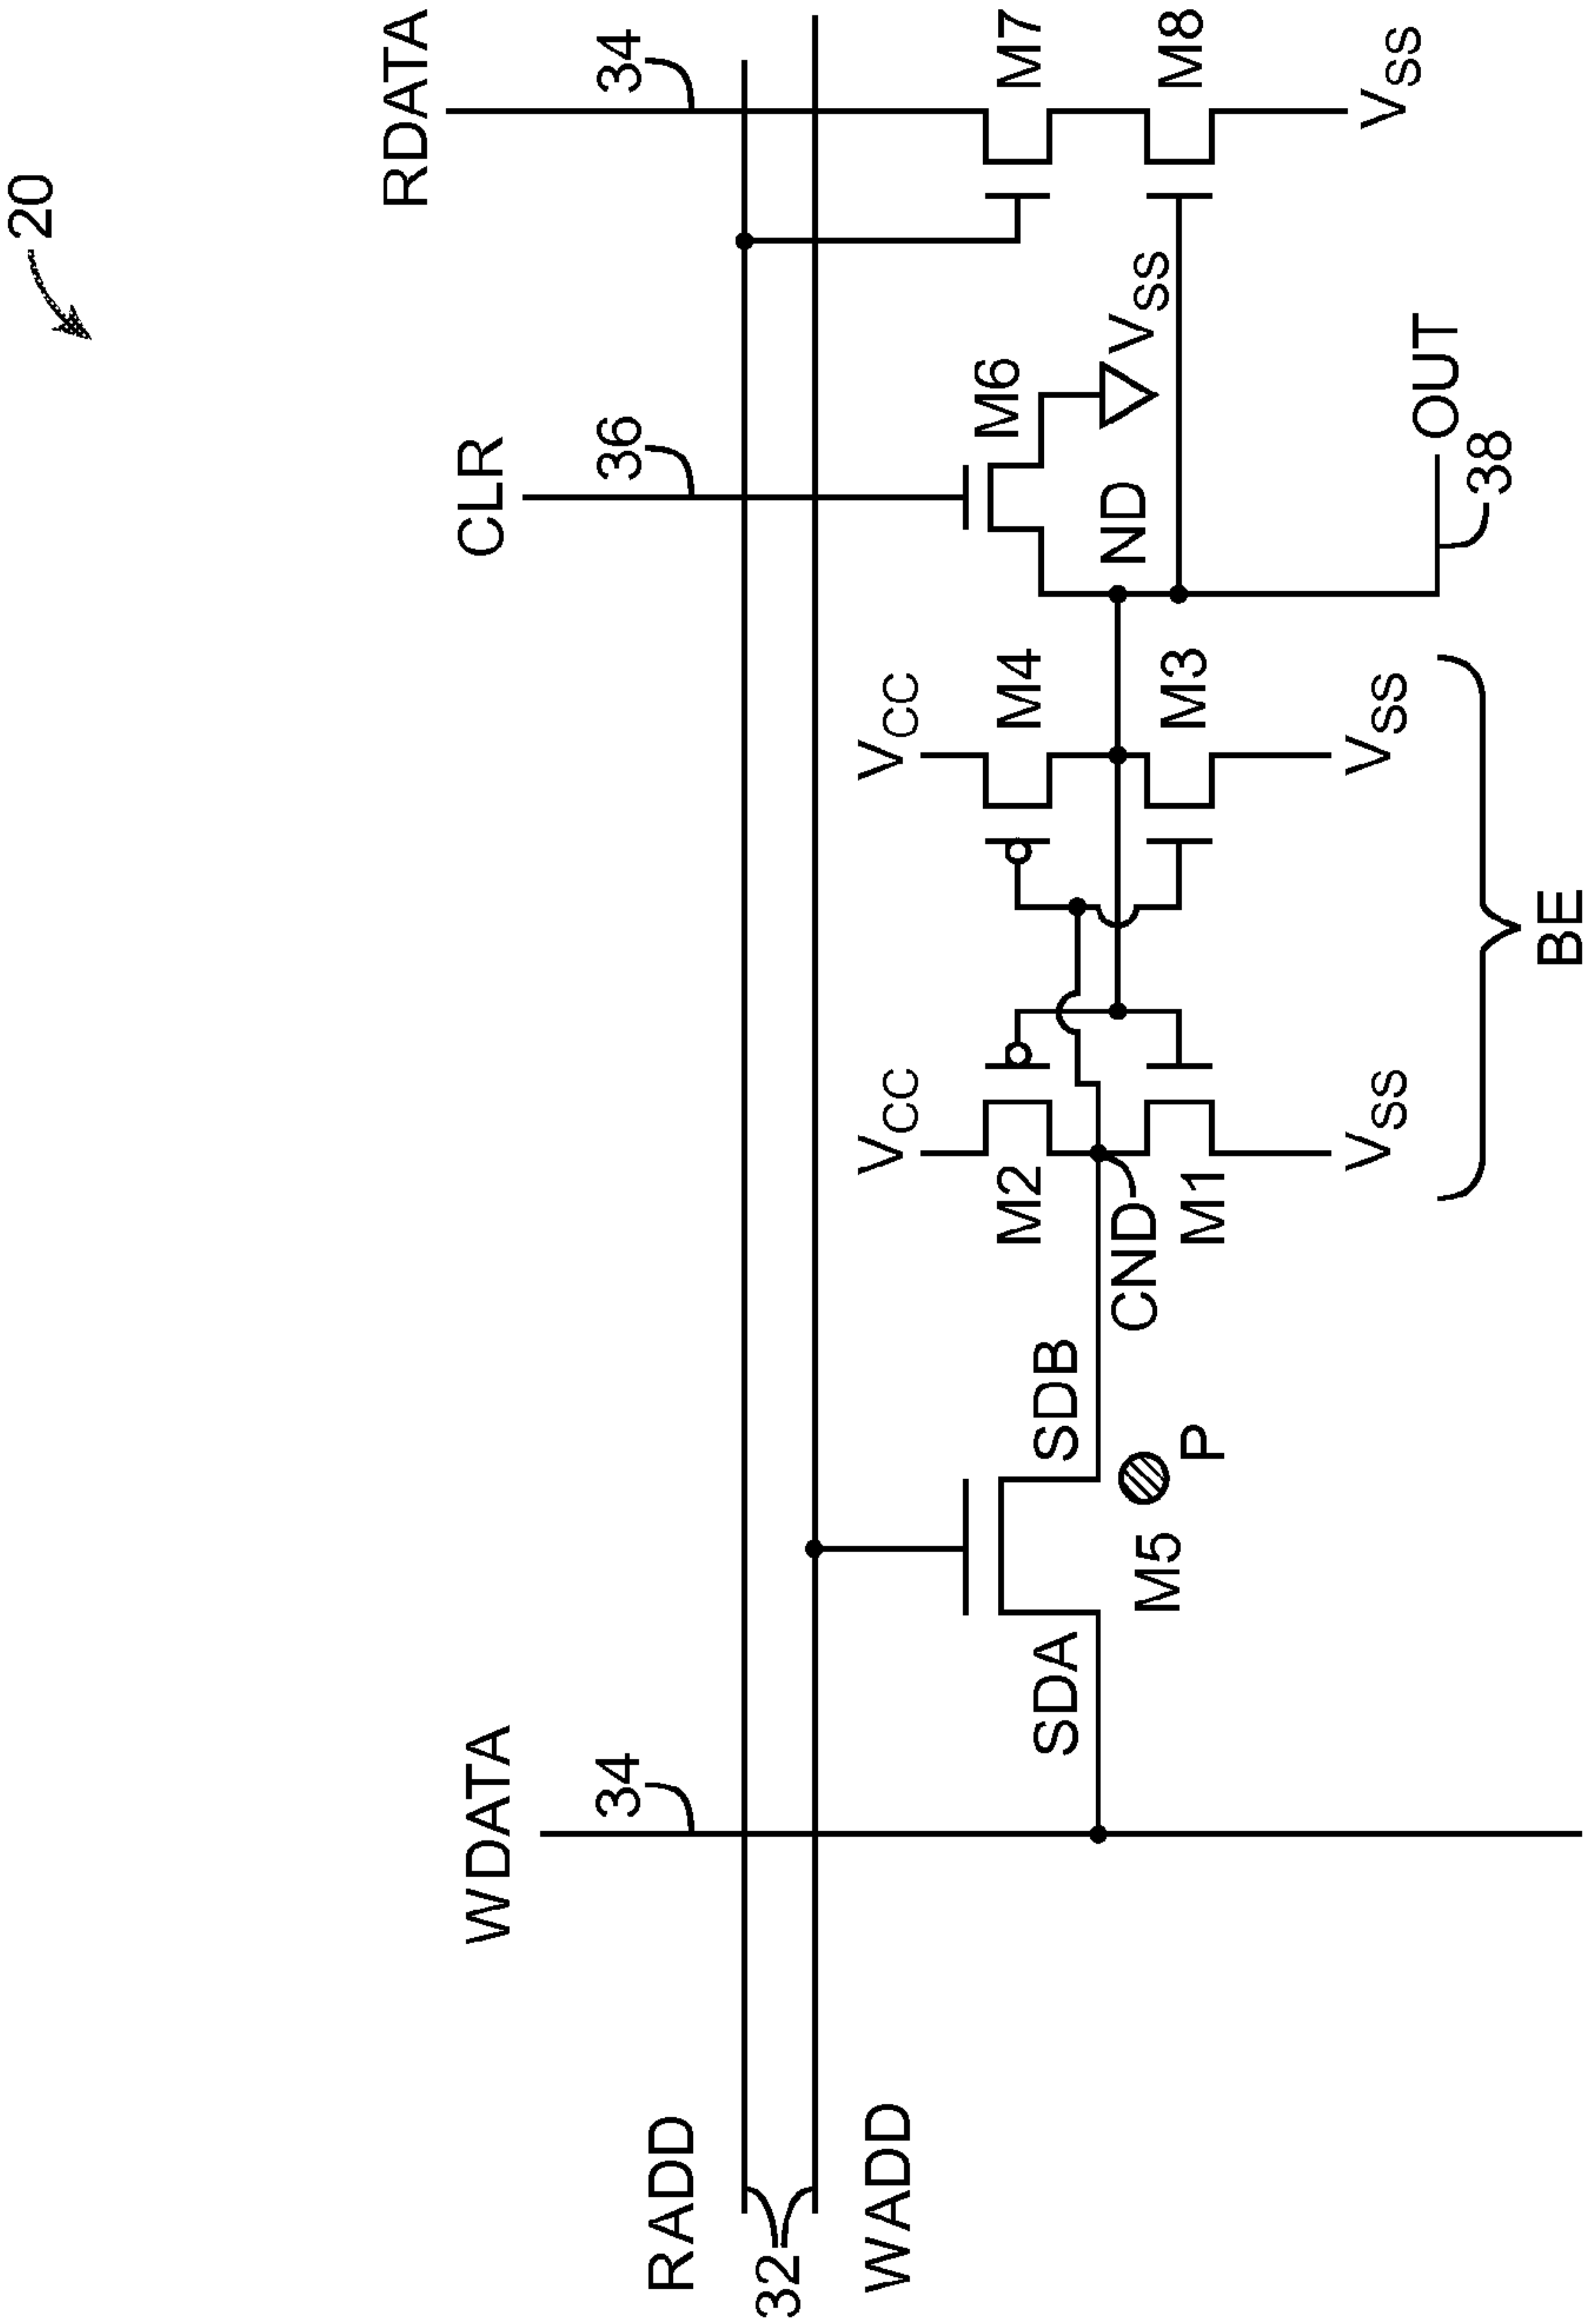 20
RDATA
WDATA
CLR
34
36
34
RADD
32
WADD
VCC
VCC
M7
M6
M4
M2
SDB
SDA
M8
VSS
ND
M3
CND
M1
P
M5
VSS
VSS
VSS
OUT
38
BE